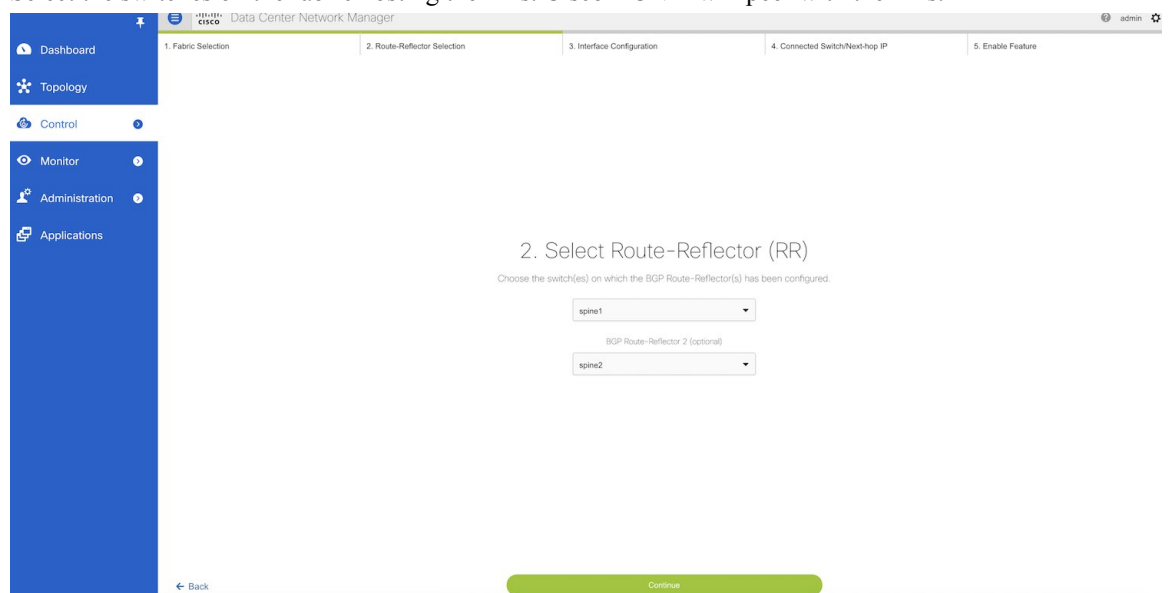 cisco Data Center Network Manager
admin
Dashboard
Topology
Control
Monitor
Administration
Applications
1. Fabric Selection
2. Route-Reflector Selection
3. Interface Configuration
4. Connected Switch/Next-hop IP
5. Enable Feature
2. Select Route-Reflector (RR)
Choose the switch(es) on which the BGP Route-Reflector(s) has been configured.
spine1
BGP Route-Reflector 2 (optional)
spine2
← Back
Continue